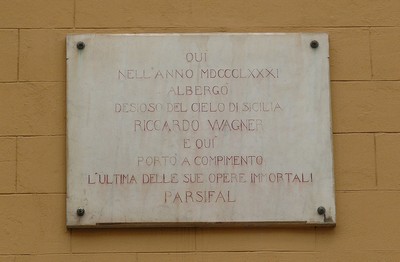 QUI
NELL'ANNO MDCCCLXXXI
ALBERGÒ
DESIOSO DEL CIELO DI SICILIA
RICCARDO WAGNER
E QUÌ
PORTÒ A COMPIMENTO
L'ULTIMA DELLE SUE OPERE IMMORTALI
PARSIFAL